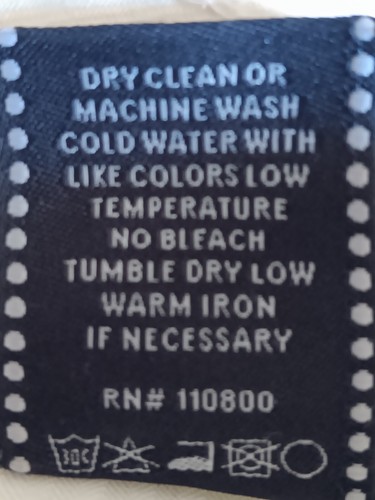 DRY CLEAN OR
MACHINE WASH
COLD WATER WITH
LIKE COLORS LOW
TEMPERATURE
NO BLEACH
TUMBLE DRY LOW
WARM IRON
IF NECESSARY
RN# 110800
30C